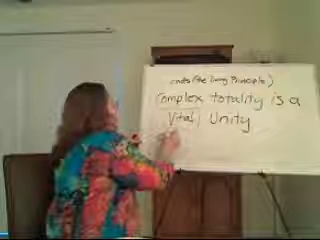 (the living Principle)
Complex totality is a
Vital Unity